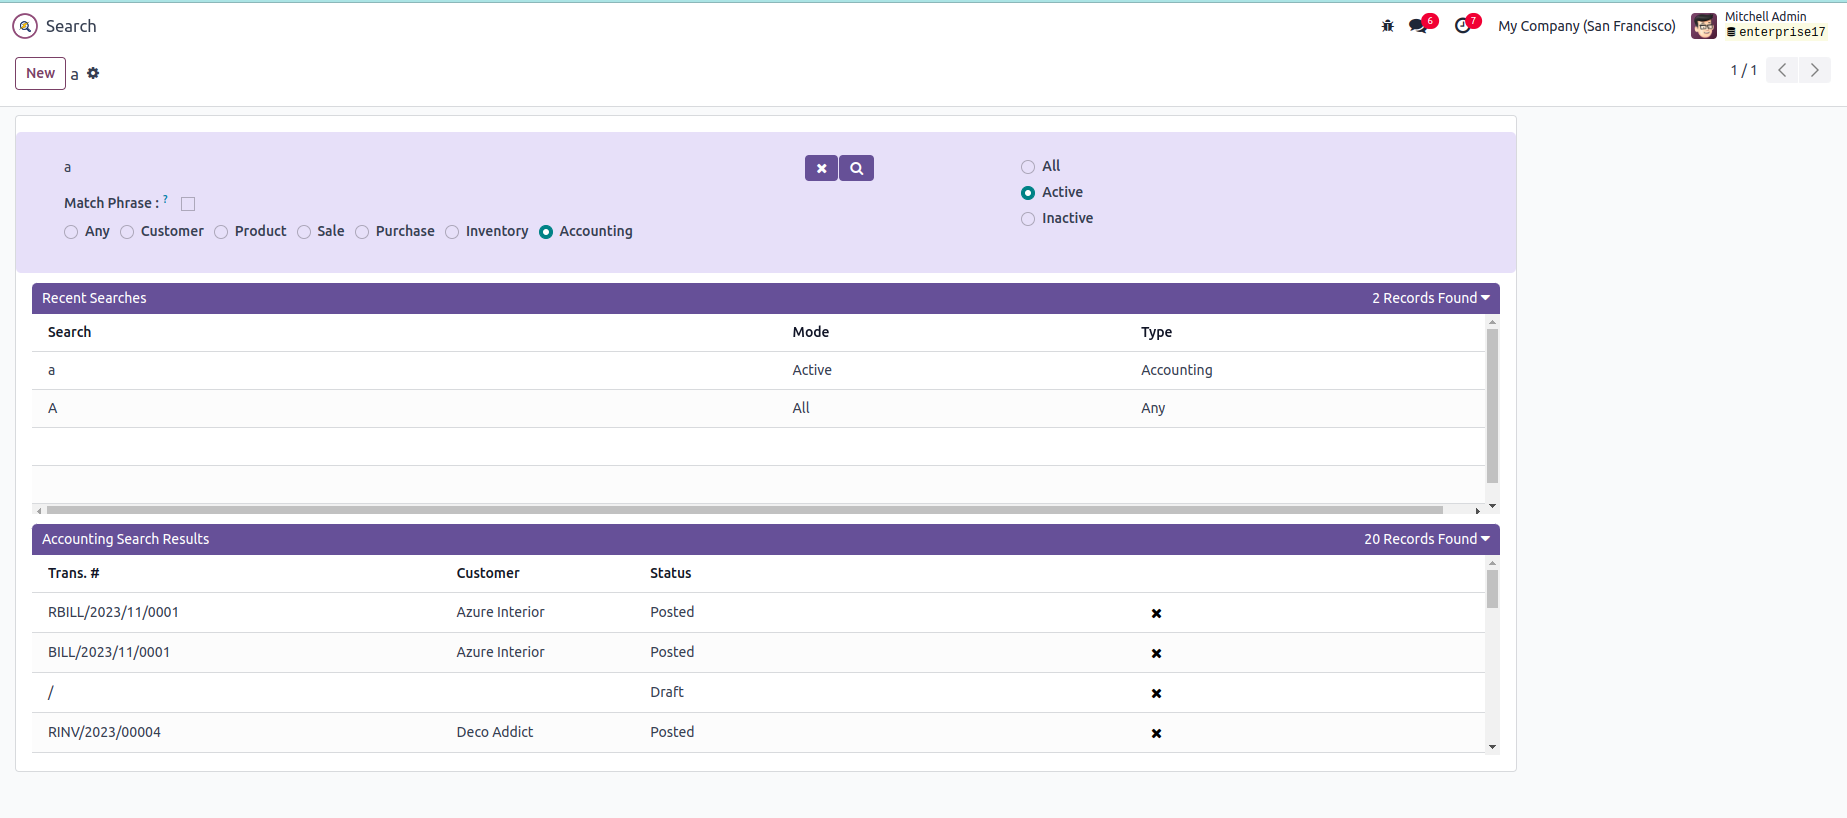 Search
6
7
My Company (San Francisco)
Mitchell Admin
enterprise17
New a
1 / 1
a
Match Phrase : ?
Any Customer Product Sale Purchase Inventory Accounting
All
Active
Inactive
Recent Searches 2 Records Found
Search Mode Type
a Active Accounting
A All Any
Accounting Search Results 20 Records Found
Trans. # Customer Status
RBILL/2023/11/0001 Azure Interior Posted
BILL/2023/11/0001 Azure Interior Posted
/ Draft
RINV/2023/00004 Deco Addict Posted